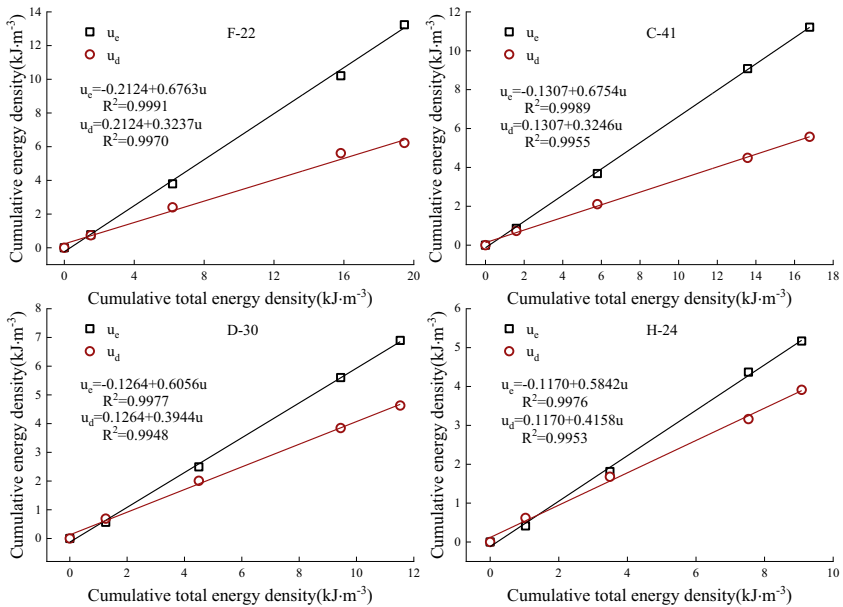 Cumulative energy density(kJ·m⁻³)
14
12
10
8
6
4
2
0
F-22
uₑ
u_d
uₑ=-0.2124+0.6763u
R²=0.9991
u_d=0.2124+0.3237u
R²=0.9970
0 4 8 12 16 20
Cumulative total energy density(kJ·m⁻³)
Cumulative energy density(kJ·m⁻³)
12
10
8
6
4
2
0
C-41
uₑ
u_d
uₑ=-0.1307+0.6754u
R²=0.9989
u_d=0.1307+0.3246u
R²=0.9955
0 2 4 6 8 10 12 14 16 18
Cumulative total energy density(kJ·m⁻³)
Cumulative energy density(kJ·m⁻³)
8
7
6
5
4
3
2
1
0
D-30
uₑ
u_d
uₑ=-0.1264+0.6056u
R²=0.9977
u_d=0.1264+0.3944u
R²=0.9948
0 2 4 6 8 10 12
Cumulative total energy density(kJ·m⁻³)
Cumulative energy density(kJ·m⁻³)
6
5
4
3
2
1
0
H-24
uₑ
u_d
uₑ=-0.1170+0.5842u
R²=0.9976
u_d=0.1170+0.4158u
R²=0.9953
0 2 4 6 8 10
Cumulative total energy density(kJ·m⁻³)